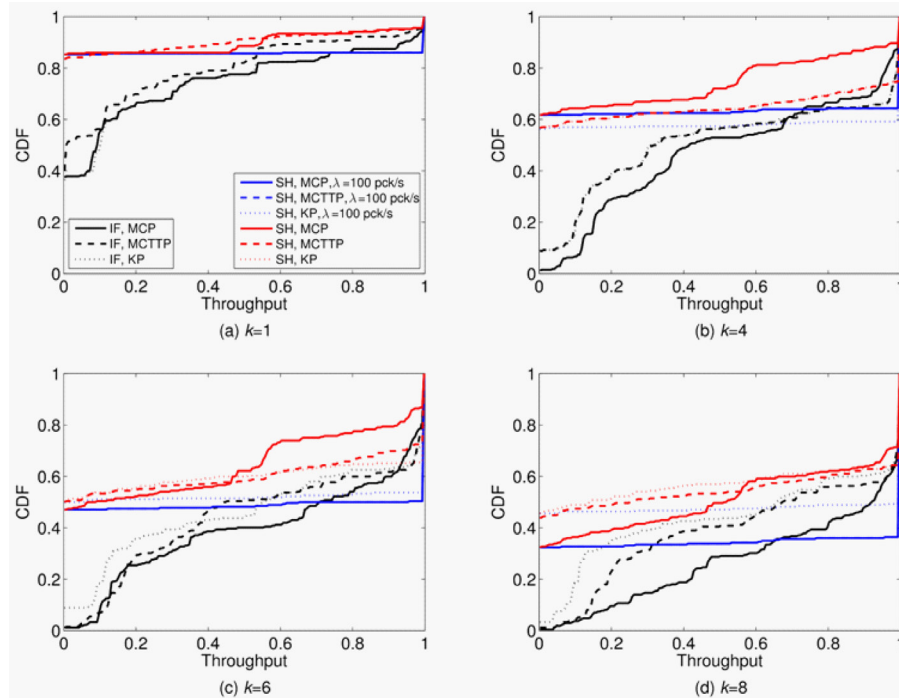 1
0.8
0.6
0.4
0.2
0
CDF
SH, MCP,λ=100 pck/s
SH, MCTTP,λ=100 pck/s
SH, KP,λ=100 pck/s
SH, MCP
SH, MCTTP
SH, KP
IF, MCP
IF, MCTTP
IF, KP
0 0.2 0.4 0.6 0.8 1
Throughput
(a) k=1
1
0.8
0.6
0.4
0.2
0
CDF
0 0.2 0.4 0.6 0.8 1
Throughput
(b) k=4
1
0.8
0.6
0.4
0.2
0
CDF
0 0.2 0.4 0.6 0.8 1
Throughput
(c) k=6
1
0.8
0.6
0.4
0.2
0
CDF
0 0.2 0.4 0.6 0.8 1
Throughput
(d) k=8